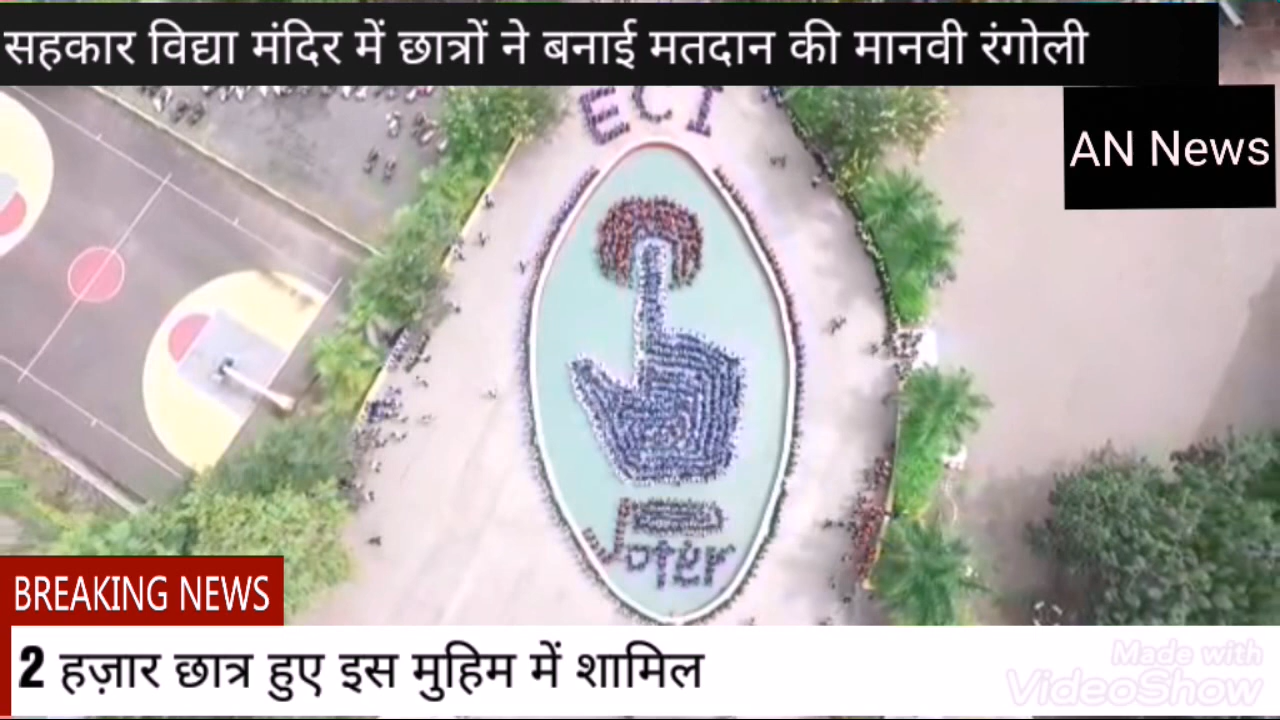 सहकार विद्या मंदिर में छात्रों ने बनाई मतदान की मानवी रंगोली
ECI
AN News
Voter
BREAKING NEWS
2 हज़ार छात्र हुए इस मुहिम में शामिल
Made with
VideoShow